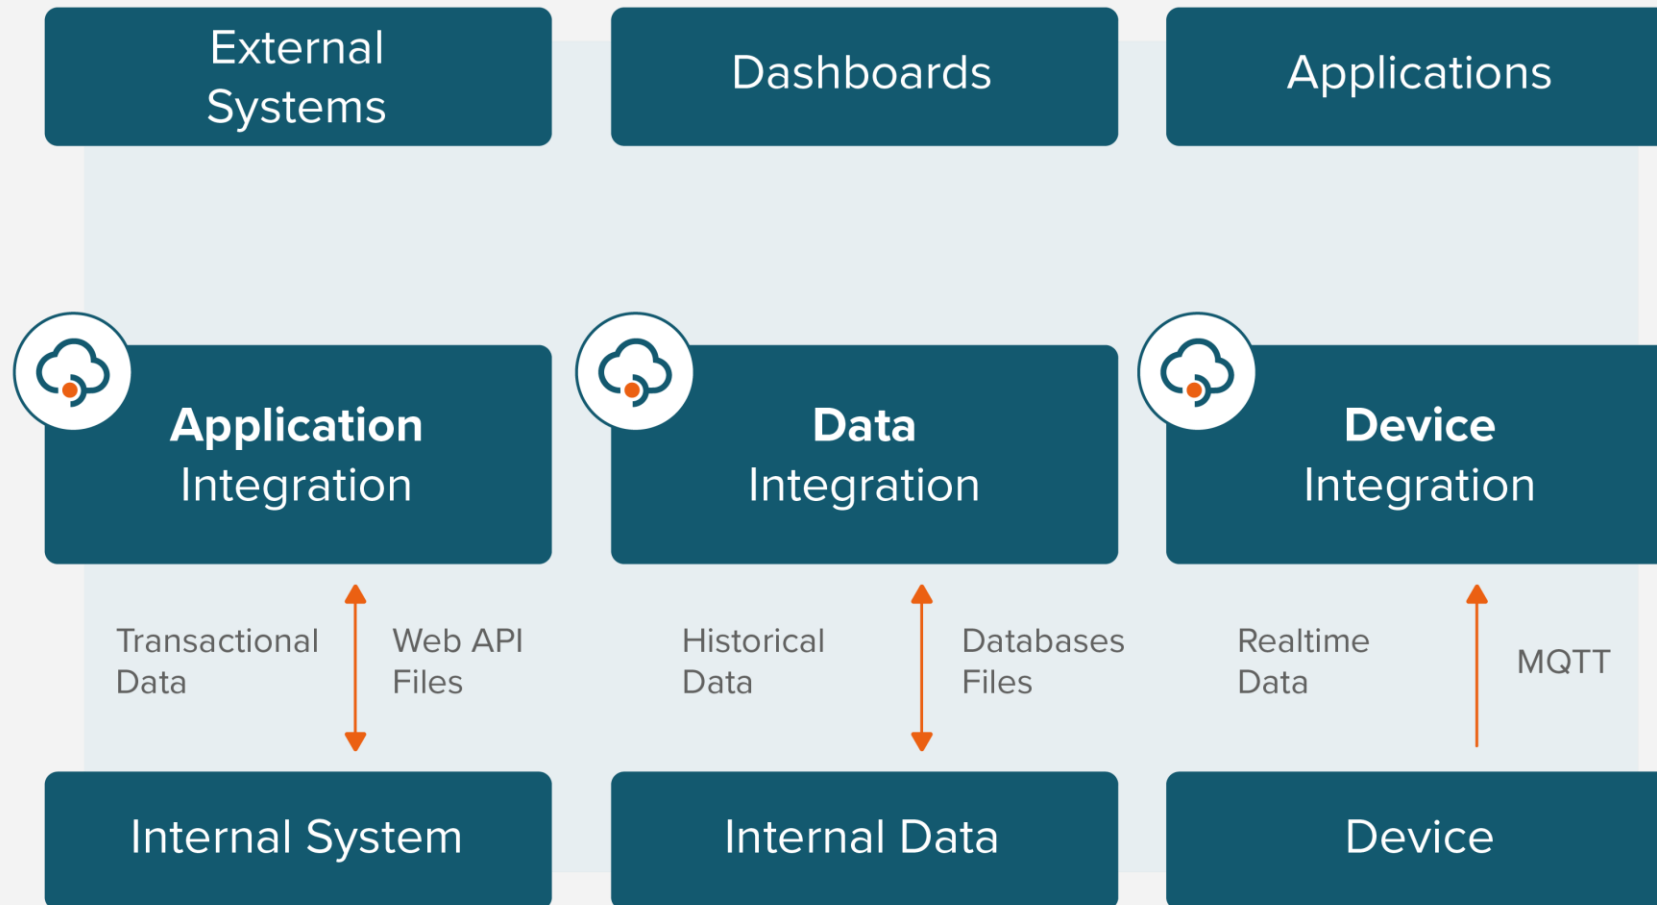 External
Systems
Dashboards
Applications
Application
Integration
Data
Integration
Device
Integration
Transactional
Data
Web API
Files
Historical
Data
Databases
Files
Realtime
Data
MQTT
Internal System
Internal Data
Device